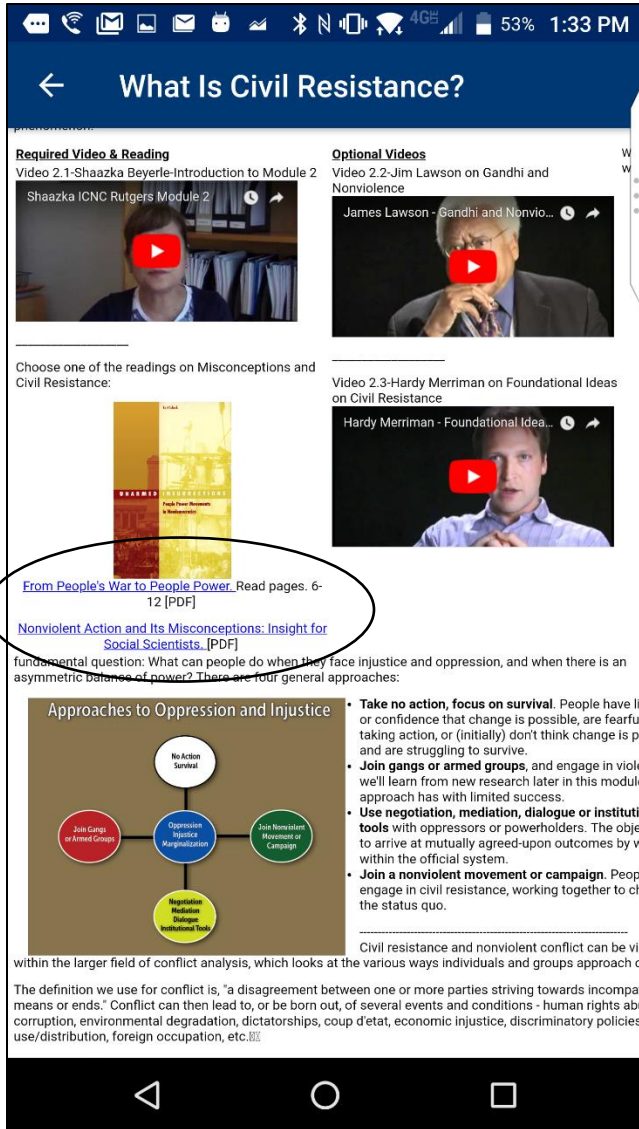 4GE 53% 1:33 PM
What Is Civil Resistance?
phenomenon.
Required Video & Reading
Video 2.1-Shaazka Beyerle-Introduction to Module 2
Shaazka ICNC Rutgers Module 2
Choose one of the readings on Misconceptions and
Civil Resistance:
UNARMED INSURRECTIONS
People Power Movements
in Nondemocracies
From People's War to People Power. Read pages. 6-
12 [PDF]
Nonviolent Action and Its Misconceptions: Insight for
Social Scientists. [PDF]
Optional Videos
Video 2.2-Jim Lawson on Gandhi and
Nonviolence
James Lawson - Gandhi and Nonvio...
Video 2.3-Hardy Merriman on Foundational Ideas
on Civil Resistance
Hardy Merriman - Foundational Idea...
W
w
fundamental question: What can people do when they face injustice and oppression, and when there is an
asymmetric balance of power? There are four general approaches:
Approaches to Oppression and Injustice
No Action
Survival
Join Gangs
or Armed Groups
Oppression
Injustice
Marginalization
Join Nonviolent
Movement or
Campaign
Negotiation
Mediation
Dialogue
Institutional Tools
• Take no action, focus on survival. People have li
or confidence that change is possible, are fearfu
taking action, or (initially) don't think change is p
and are struggling to survive.
• Join gangs or armed groups, and engage in viole
we'll learn from new research later in this module
approach has with limited success.
• Use negotiation, mediation, dialogue or instituti
tools with oppressors or powerholders. The obje
to arrive at mutually agreed-upon outcomes by w
within the official system.
• Join a nonviolent movement or campaign. Peop
engage in civil resistance, working together to ch
the status quo.
Civil resistance and nonviolent conflict can be vi
within the larger field of conflict analysis, which looks at the various ways individuals and groups approach c
The definition we use for conflict is, "a disagreement between one or more parties striving towards incompa
means or ends." Conflict can then lead to, or be born out, of several events and conditions - human rights ab
corruption, environmental degradation, dictatorships, coup d'etat, economic injustice, discriminatory policies
use/distribution, foreign occupation, etc.